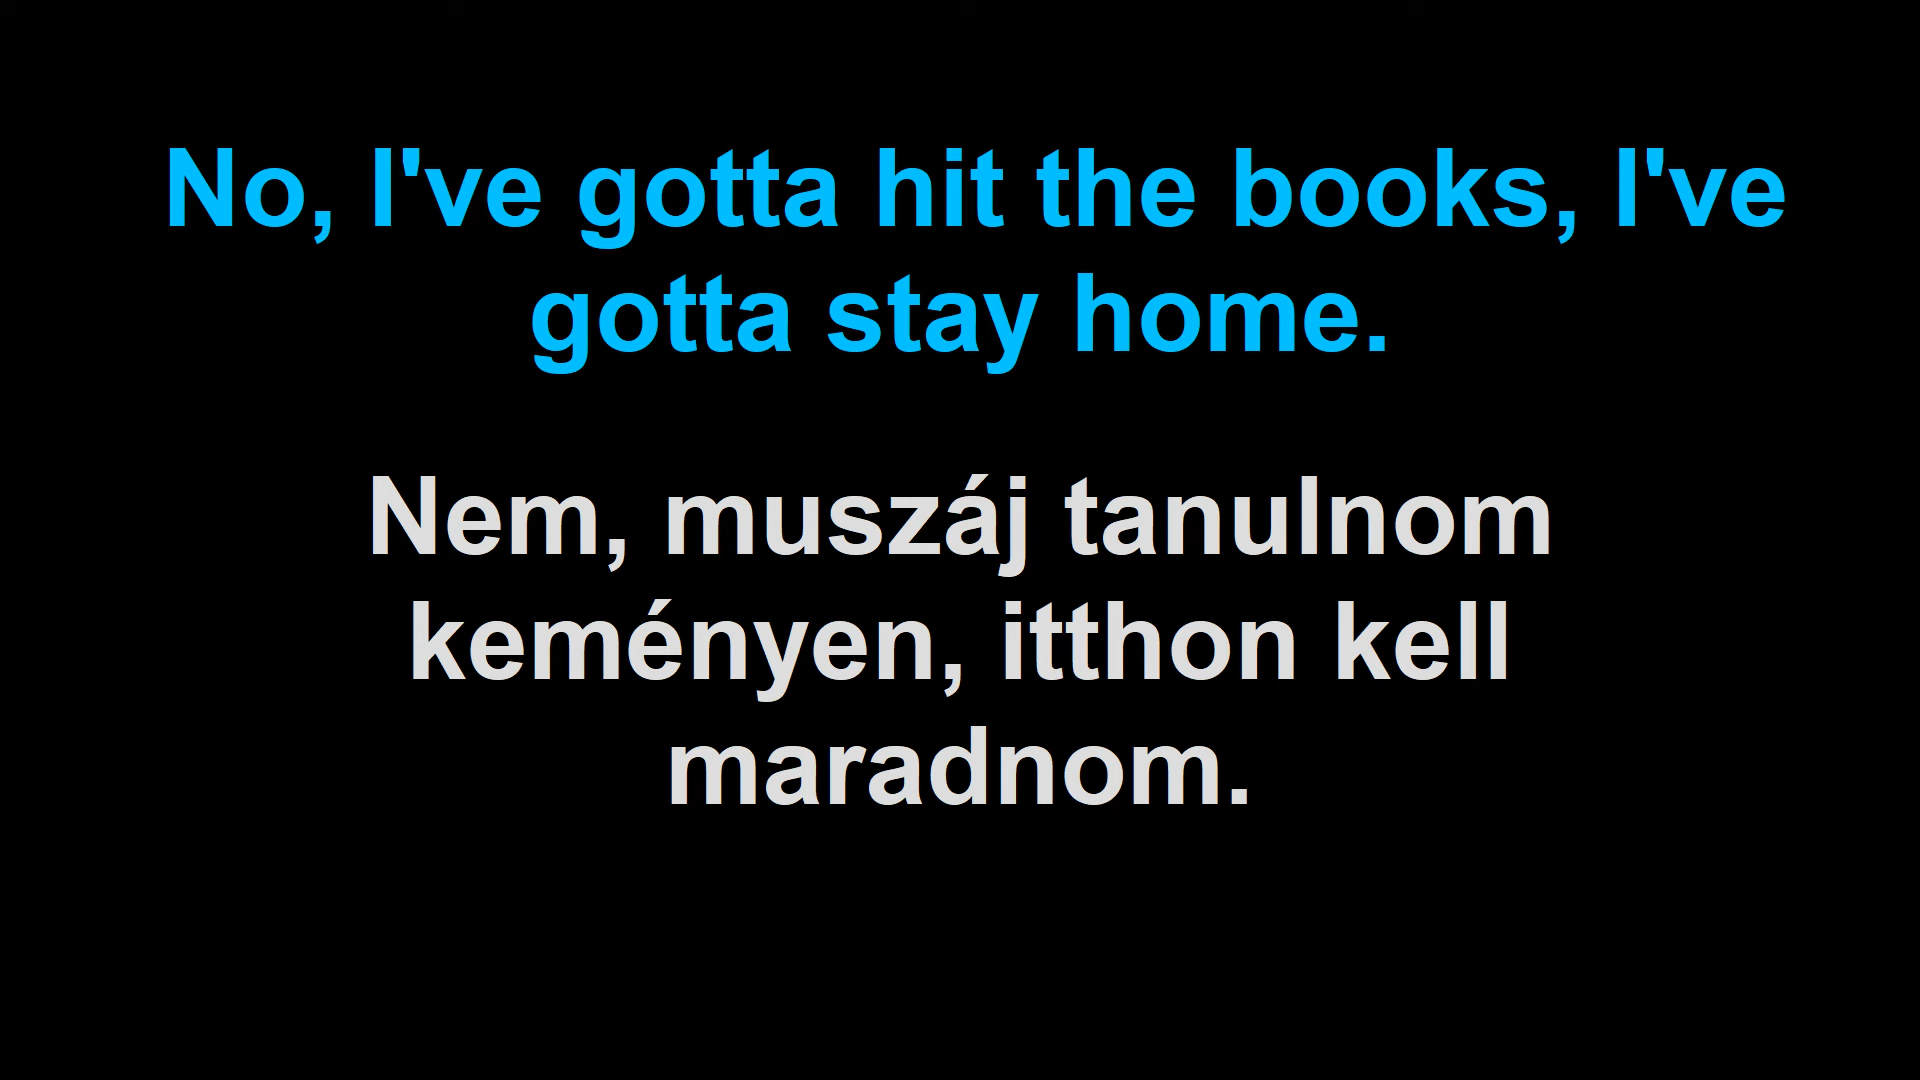 No, I've gotta hit the books, I've
gotta stay home.
Nem, muszáj tanulnom
keményen, itthon kell
maradnom.